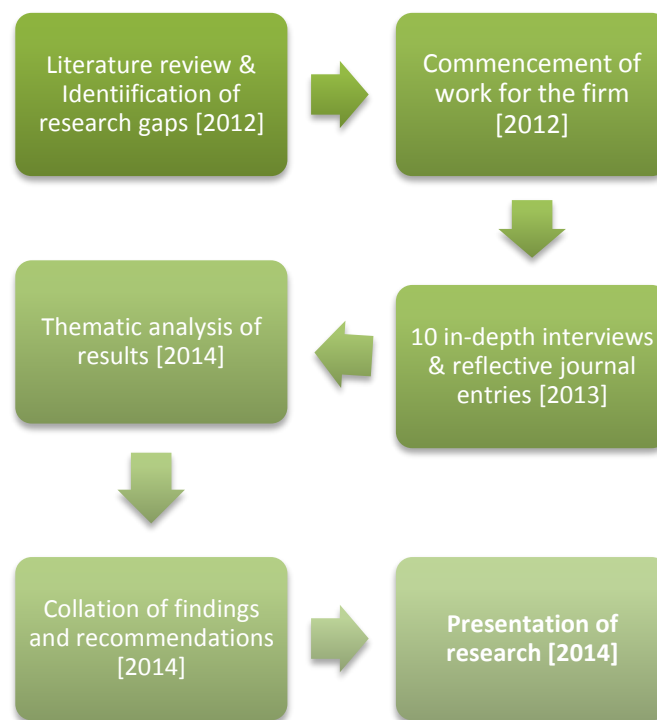 Literature review &
Identiification of
research gaps [2012]
Commencement of
work for the firm
[2012]
10 in-depth interviews
& reflective journal
entries [2013]
Thematic analysis of
results [2014]
Collation of findings
and recommendations
[2014]
Presentation of
research [2014]